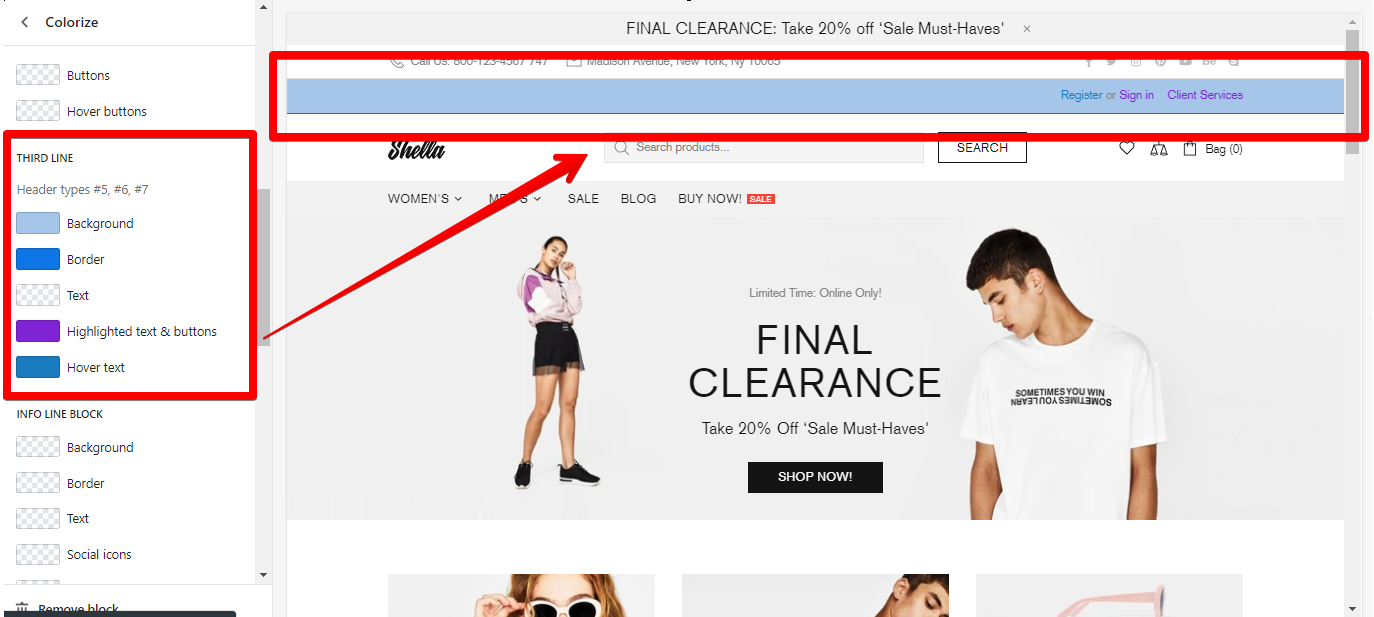 Colorize
Buttons
Hover buttons
THIRD LINE
Header types #5, #6, #7
Background
Border
Text
Highlighted text & buttons
Hover text
INFO LINE BLOCK
Background
Border
Text
Social icons
Remove block
FINAL CLEARANCE: Take 20% off ‘Sale Must-Haves’ ×
Call Us: 800-123-4567 747 Madison Avenue, New York, Ny 10065
Register or Sign in Client Services
Shella Search products... SEARCH Bag (0)
WOMEN'S MEN'S SALE BLOG BUY NOW! SALE
Limited Time: Online Only!
FINAL
CLEARANCE
Take 20% Off ‘Sale Must-Haves’
SHOP NOW!
SOMETIMES YOU WIN
SOMETIMES YOU LEARN